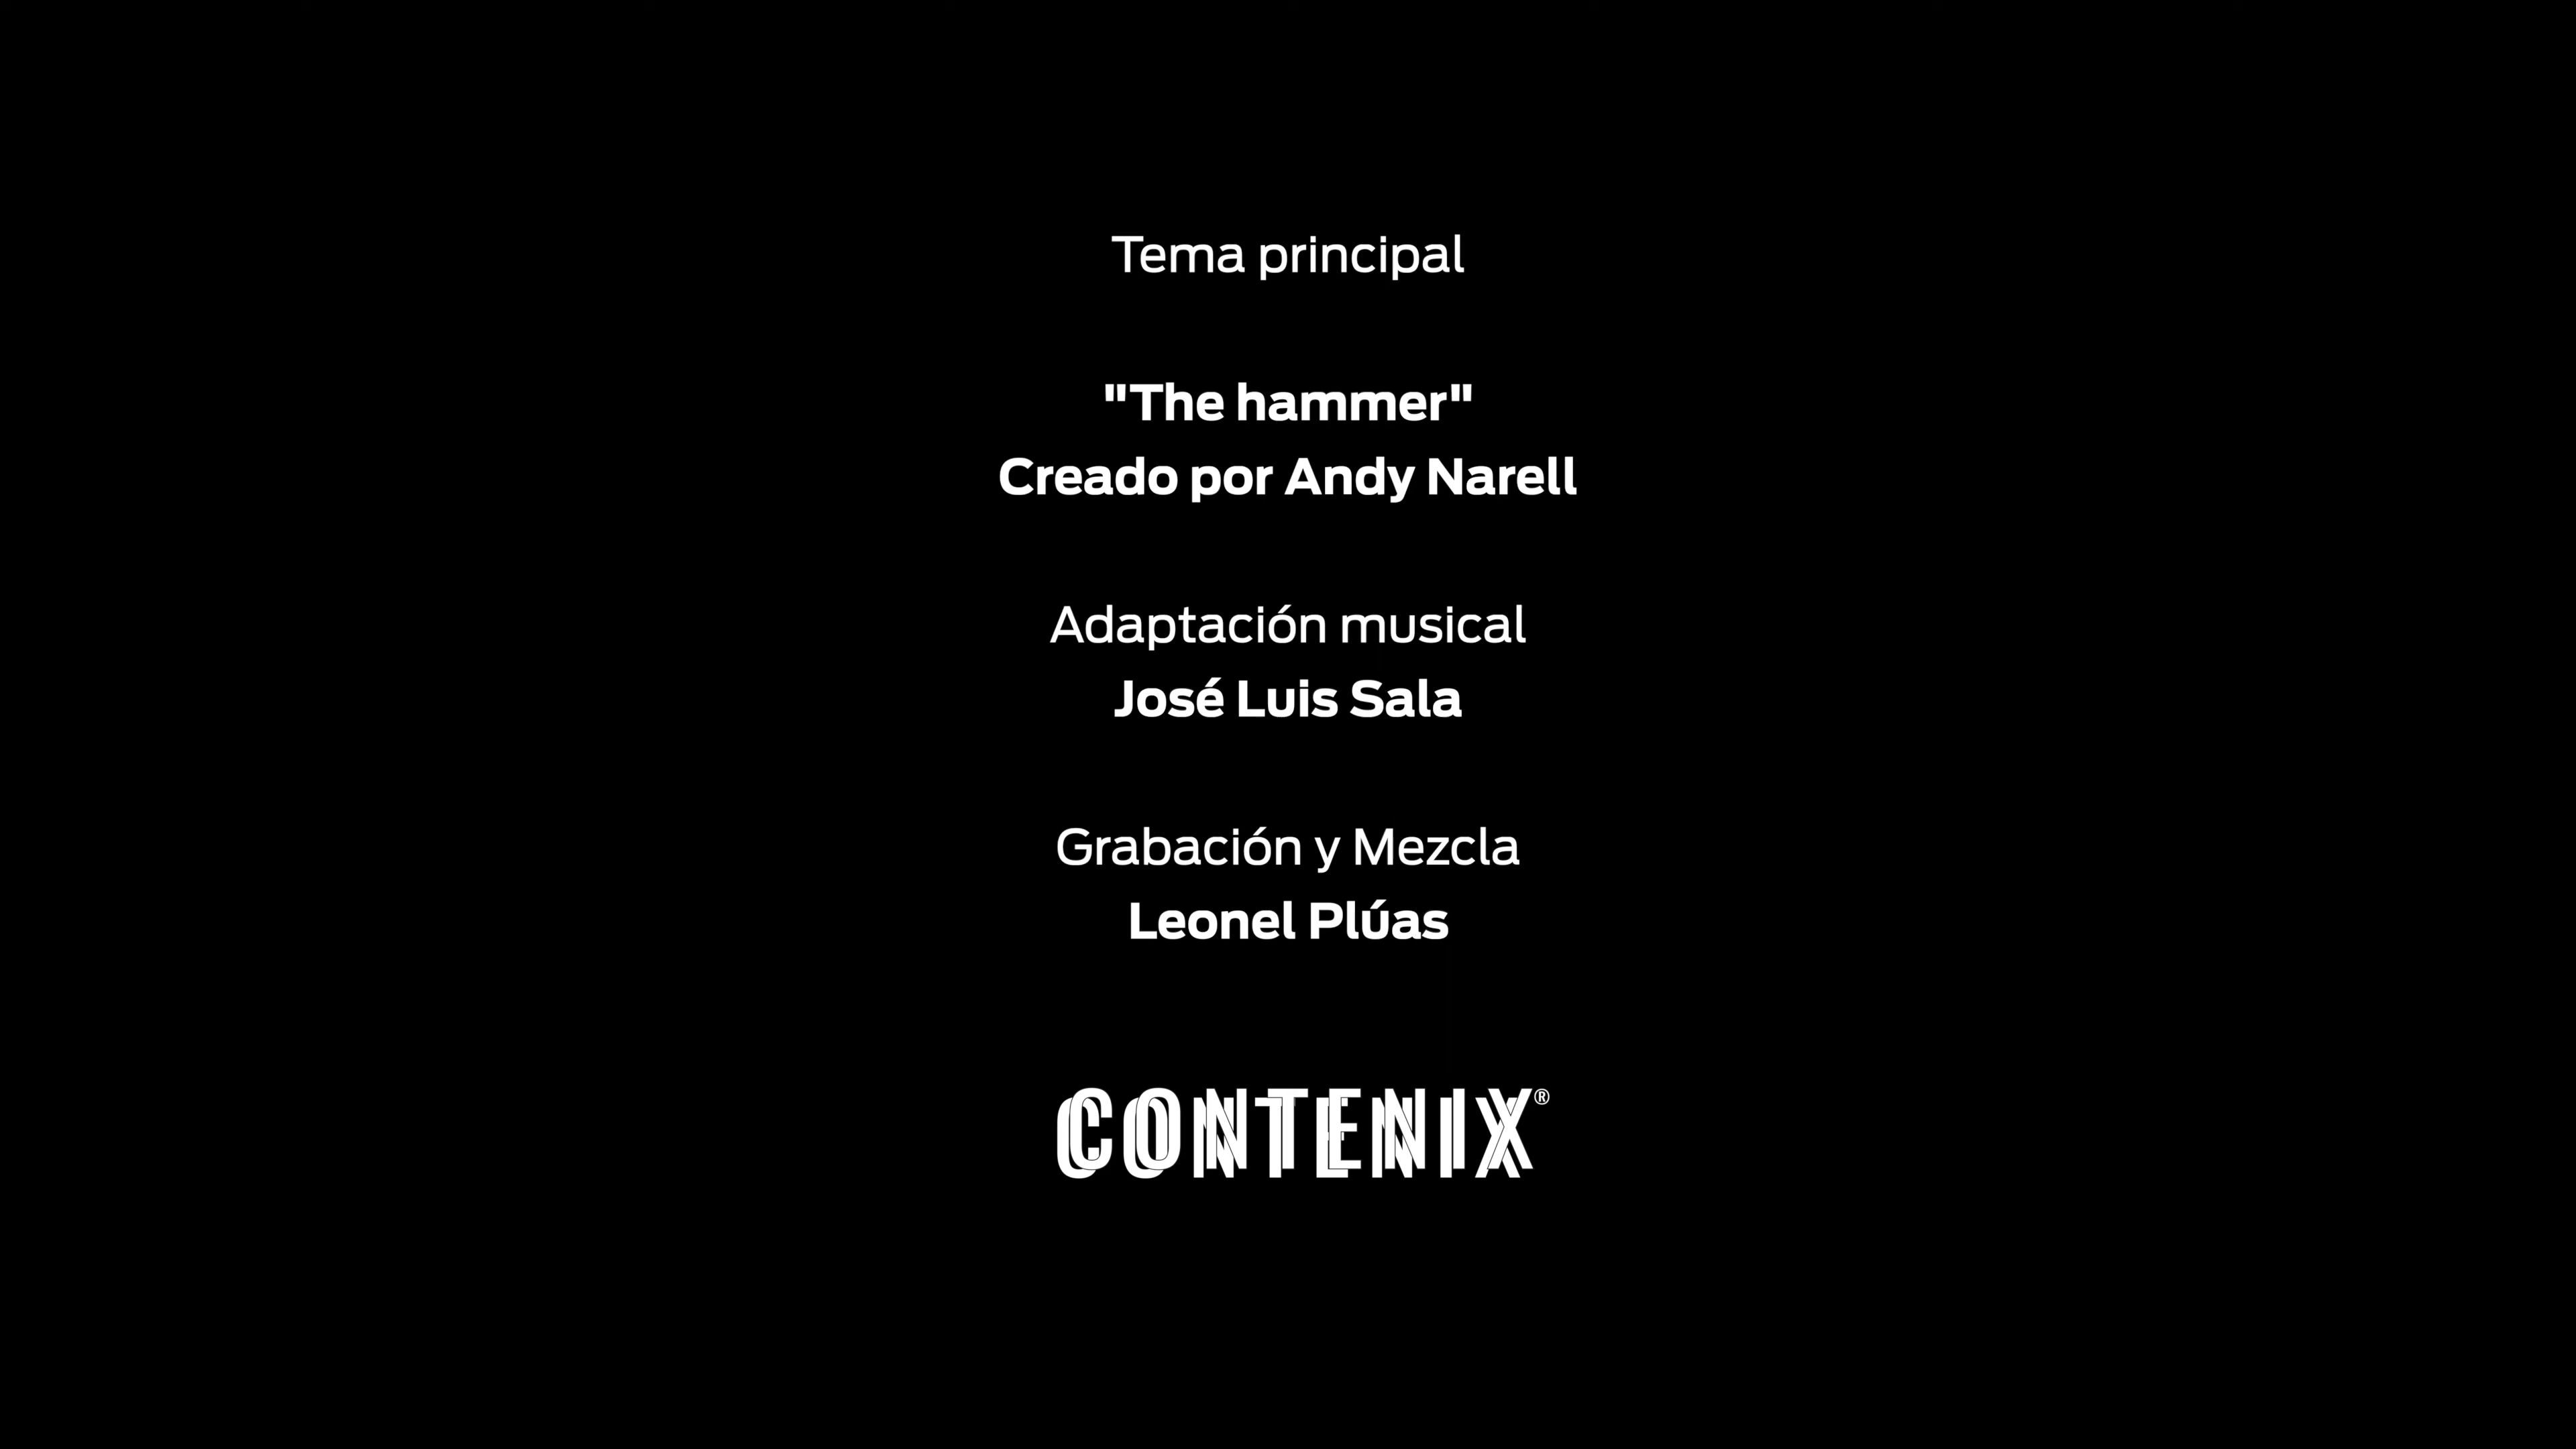 Tema principal
"The hammer"
Creado por Andy Narell
Adaptación musical
José Luis Sala
Grabación y Mezcla
Leonel Plúas
CONTENIX®